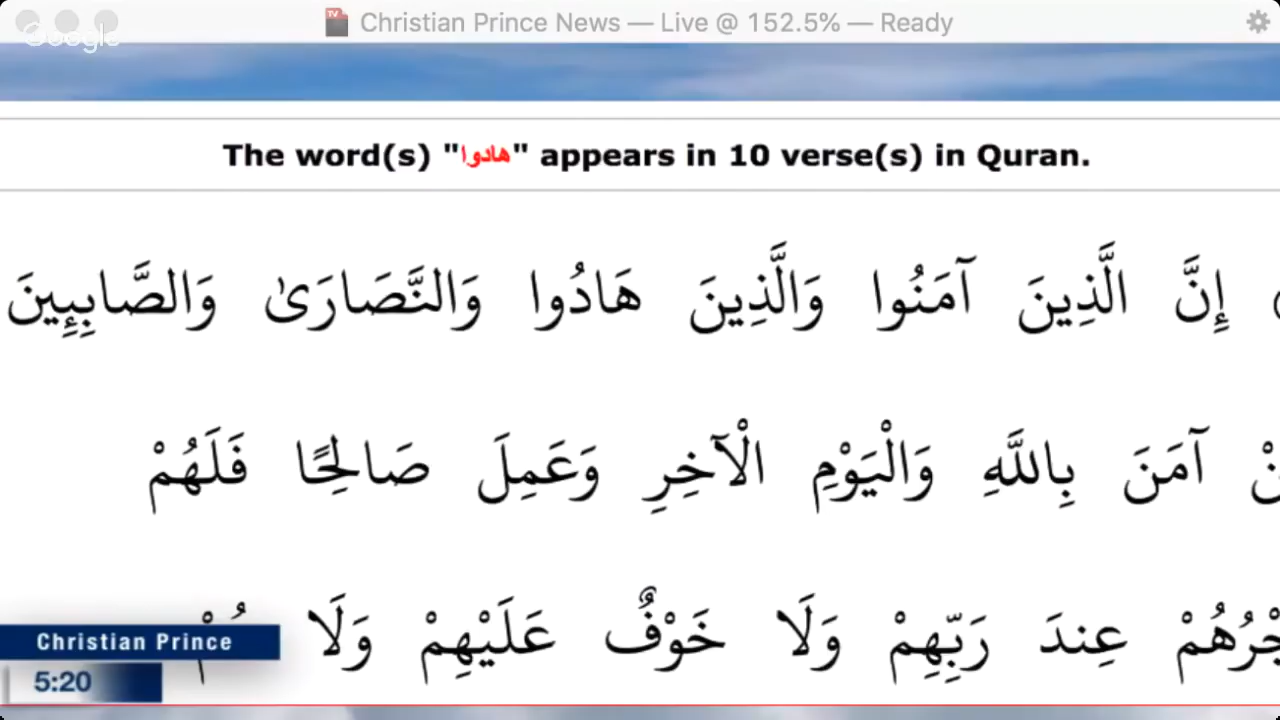 Christian Prince News — Live @ 152.5% — Ready
Google
The word(s) "هادوا" appears in 10 verse(s) in Quran.
إِنَّ الَّذِينَ آمَنُوا وَالَّذِينَ هَادُوا وَالنَّصَارَىٰ وَالصَّابِئِينَ
آمَنَ بِاللَّهِ وَالْيَوْمِ الْآخِرِ وَعَمِلَ صَالِحًا فَلَهُمْ
عِندَ رَبِّهِمْ وَلَا خَوْفٌ عَلَيْهِمْ وَلَا
Christian Prince
5:20